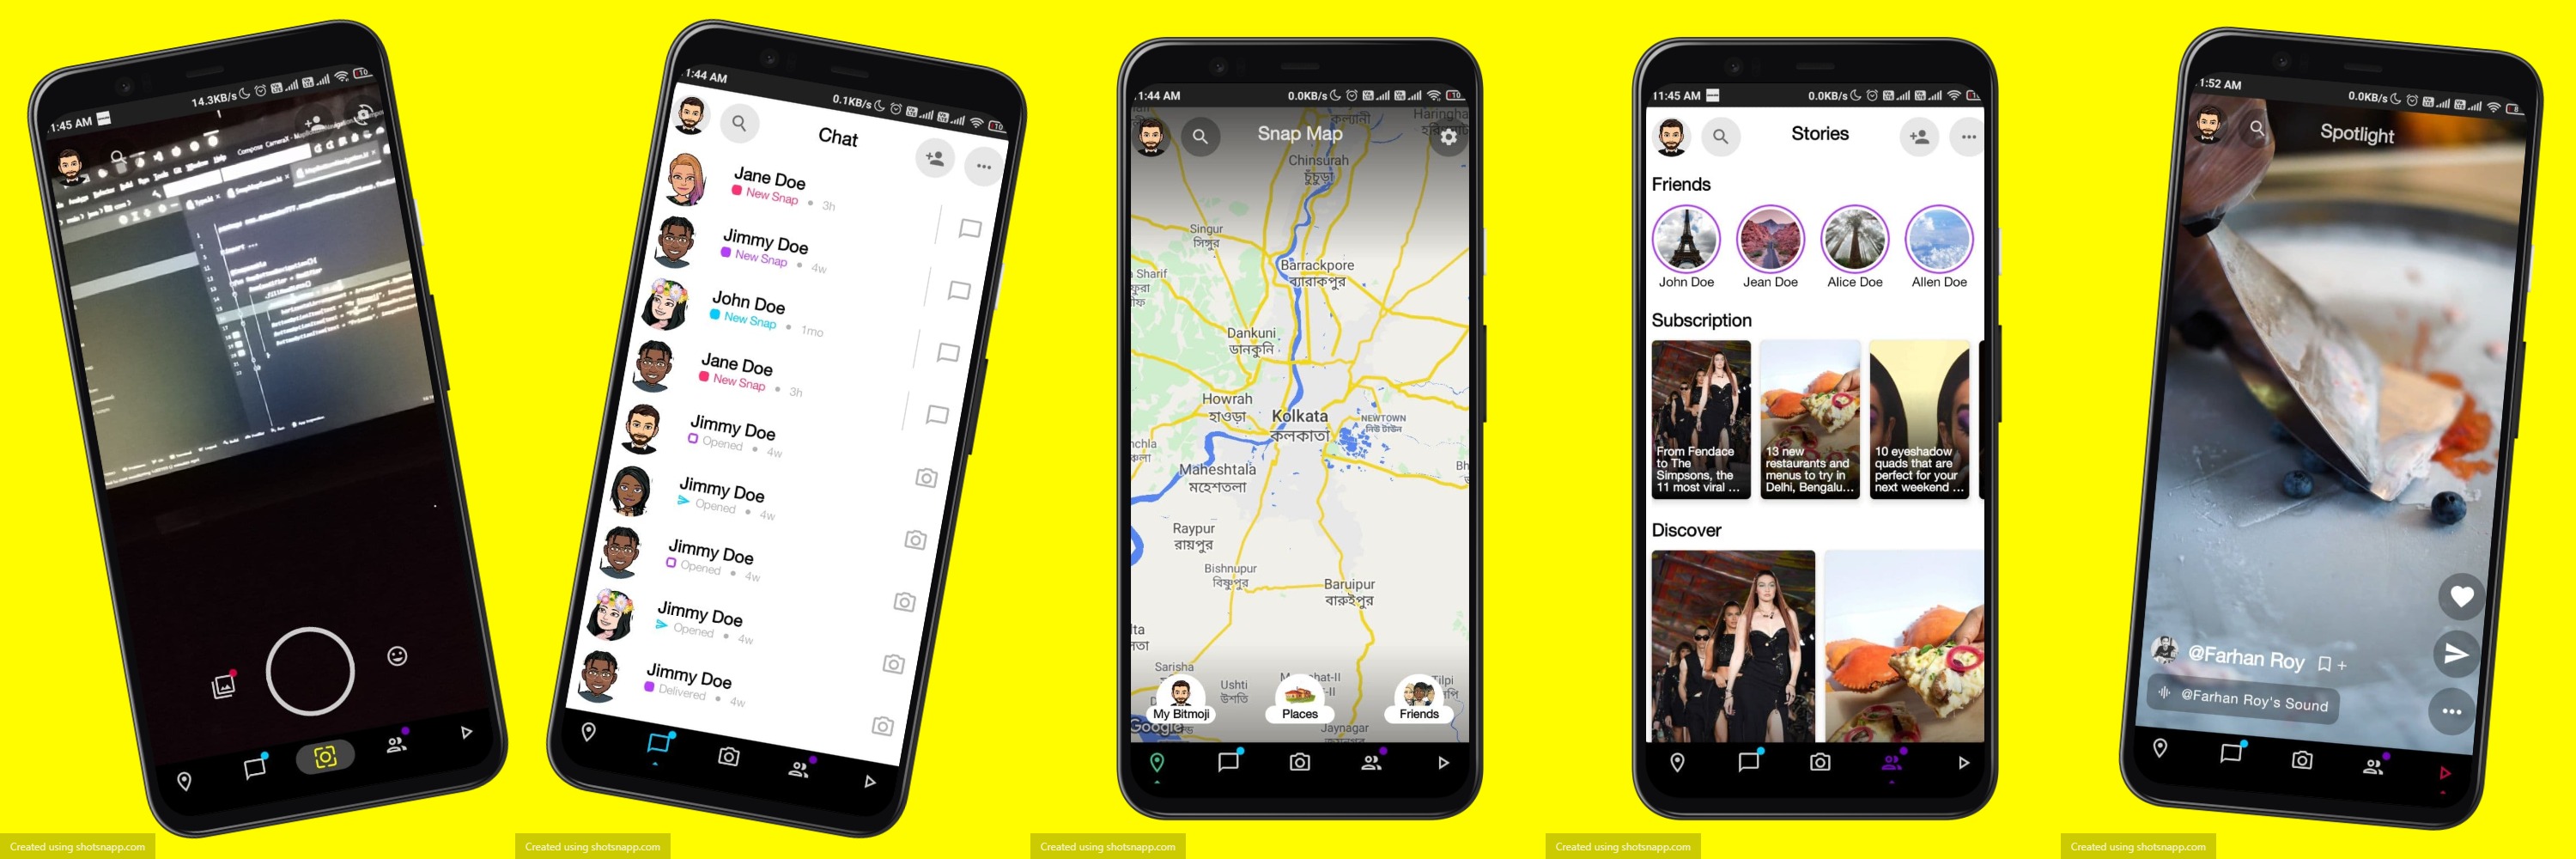 1:45 AM
14.3KB/s
Created using shotsnapp.com
1:44 AM
0.1KB/s
Chat
Jane Doe
New Snap • 3h
Jimmy Doe
New Snap • 4w
John Doe
New Snap • 1mo
Jane Doe
New Snap • 3h
Jimmy Doe
Opened • 4w
Jimmy Doe
Opened • 4w
Jimmy Doe
Opened • 4w
Jimmy Doe
Opened • 4w
Jimmy Doe
Delivered • 4w
Created using shotsnapp.com
1:44 AM
0.0KB/s
Snap Map
কল্যাণী
Haringha
Chinsurah
চুঁচুড়া
Singur
সিঙ্গুর
Barrackpore
ব্যারাকপুর
a Sharif
ফুরা
Dankuni
ডানকুনি
Howrah
হাওড়া
Kolkata
কলকাতা
NEWTOWN
নিউ টাউন
Maheshtala
মহেশতলা
Raypur
রায়পুর
Bishnupur
বিষ্ণুপুর
Baruipur
বারুইপুর
Sarisha
Ushti
উশতি
Tilpi
My Bitmoji
Places
Friends
Google
Jaynagar
Created using shotsnapp.com
11:45 AM
0.0KB/s
Stories
Friends
John Doe
Jean Doe
Alice Doe
Allen Doe
Subscription
From Fendace
to The
Simpsons, the
11 most viral ...
13 new
restaurants and
menus to try in
Delhi, Bengalu...
10 eyeshadow
quads that are
perfect for your
next weekend ...
Discover
Created using shotsnapp.com
1:52 AM
0.0KB/s
Spotlight
@Farhan Roy
@Farhan Roy's Sound
Created using shotsnapp.com